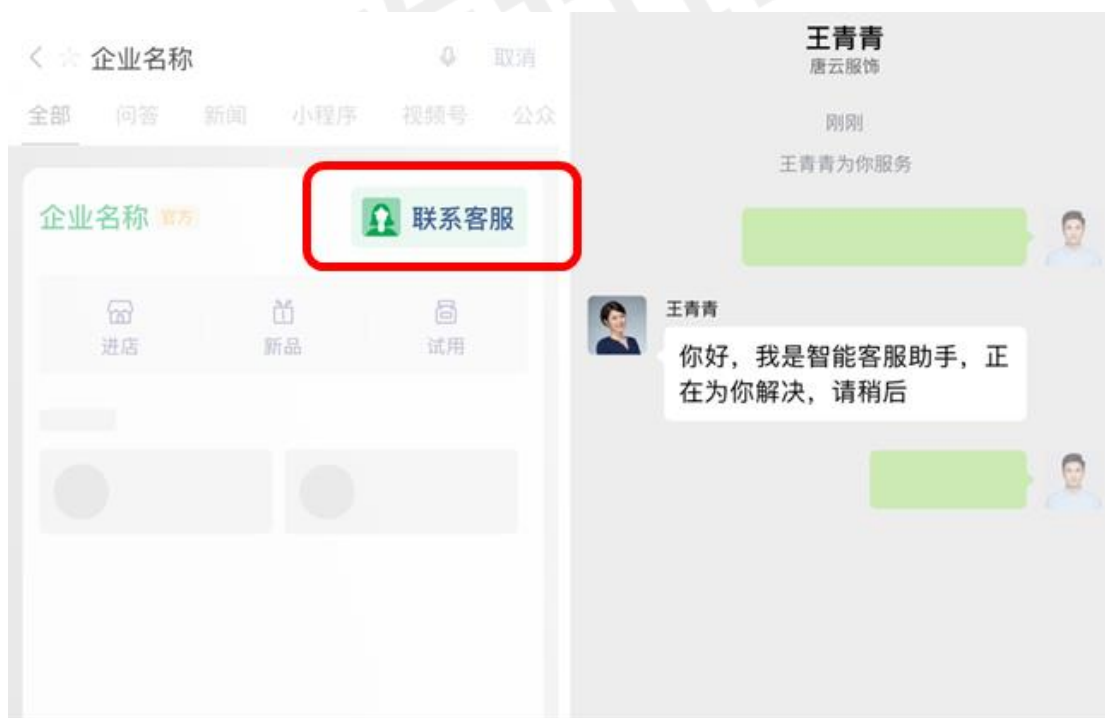 企业名称
取消
全部 问答 新闻 小程序 视频号 公众
企业名称 官方
联系客服
进店 新品 试用
王青青
唐云服饰
刚刚
王青青为你服务
王青青
你好，我是智能客服助手，正
在为你解决，请稍后